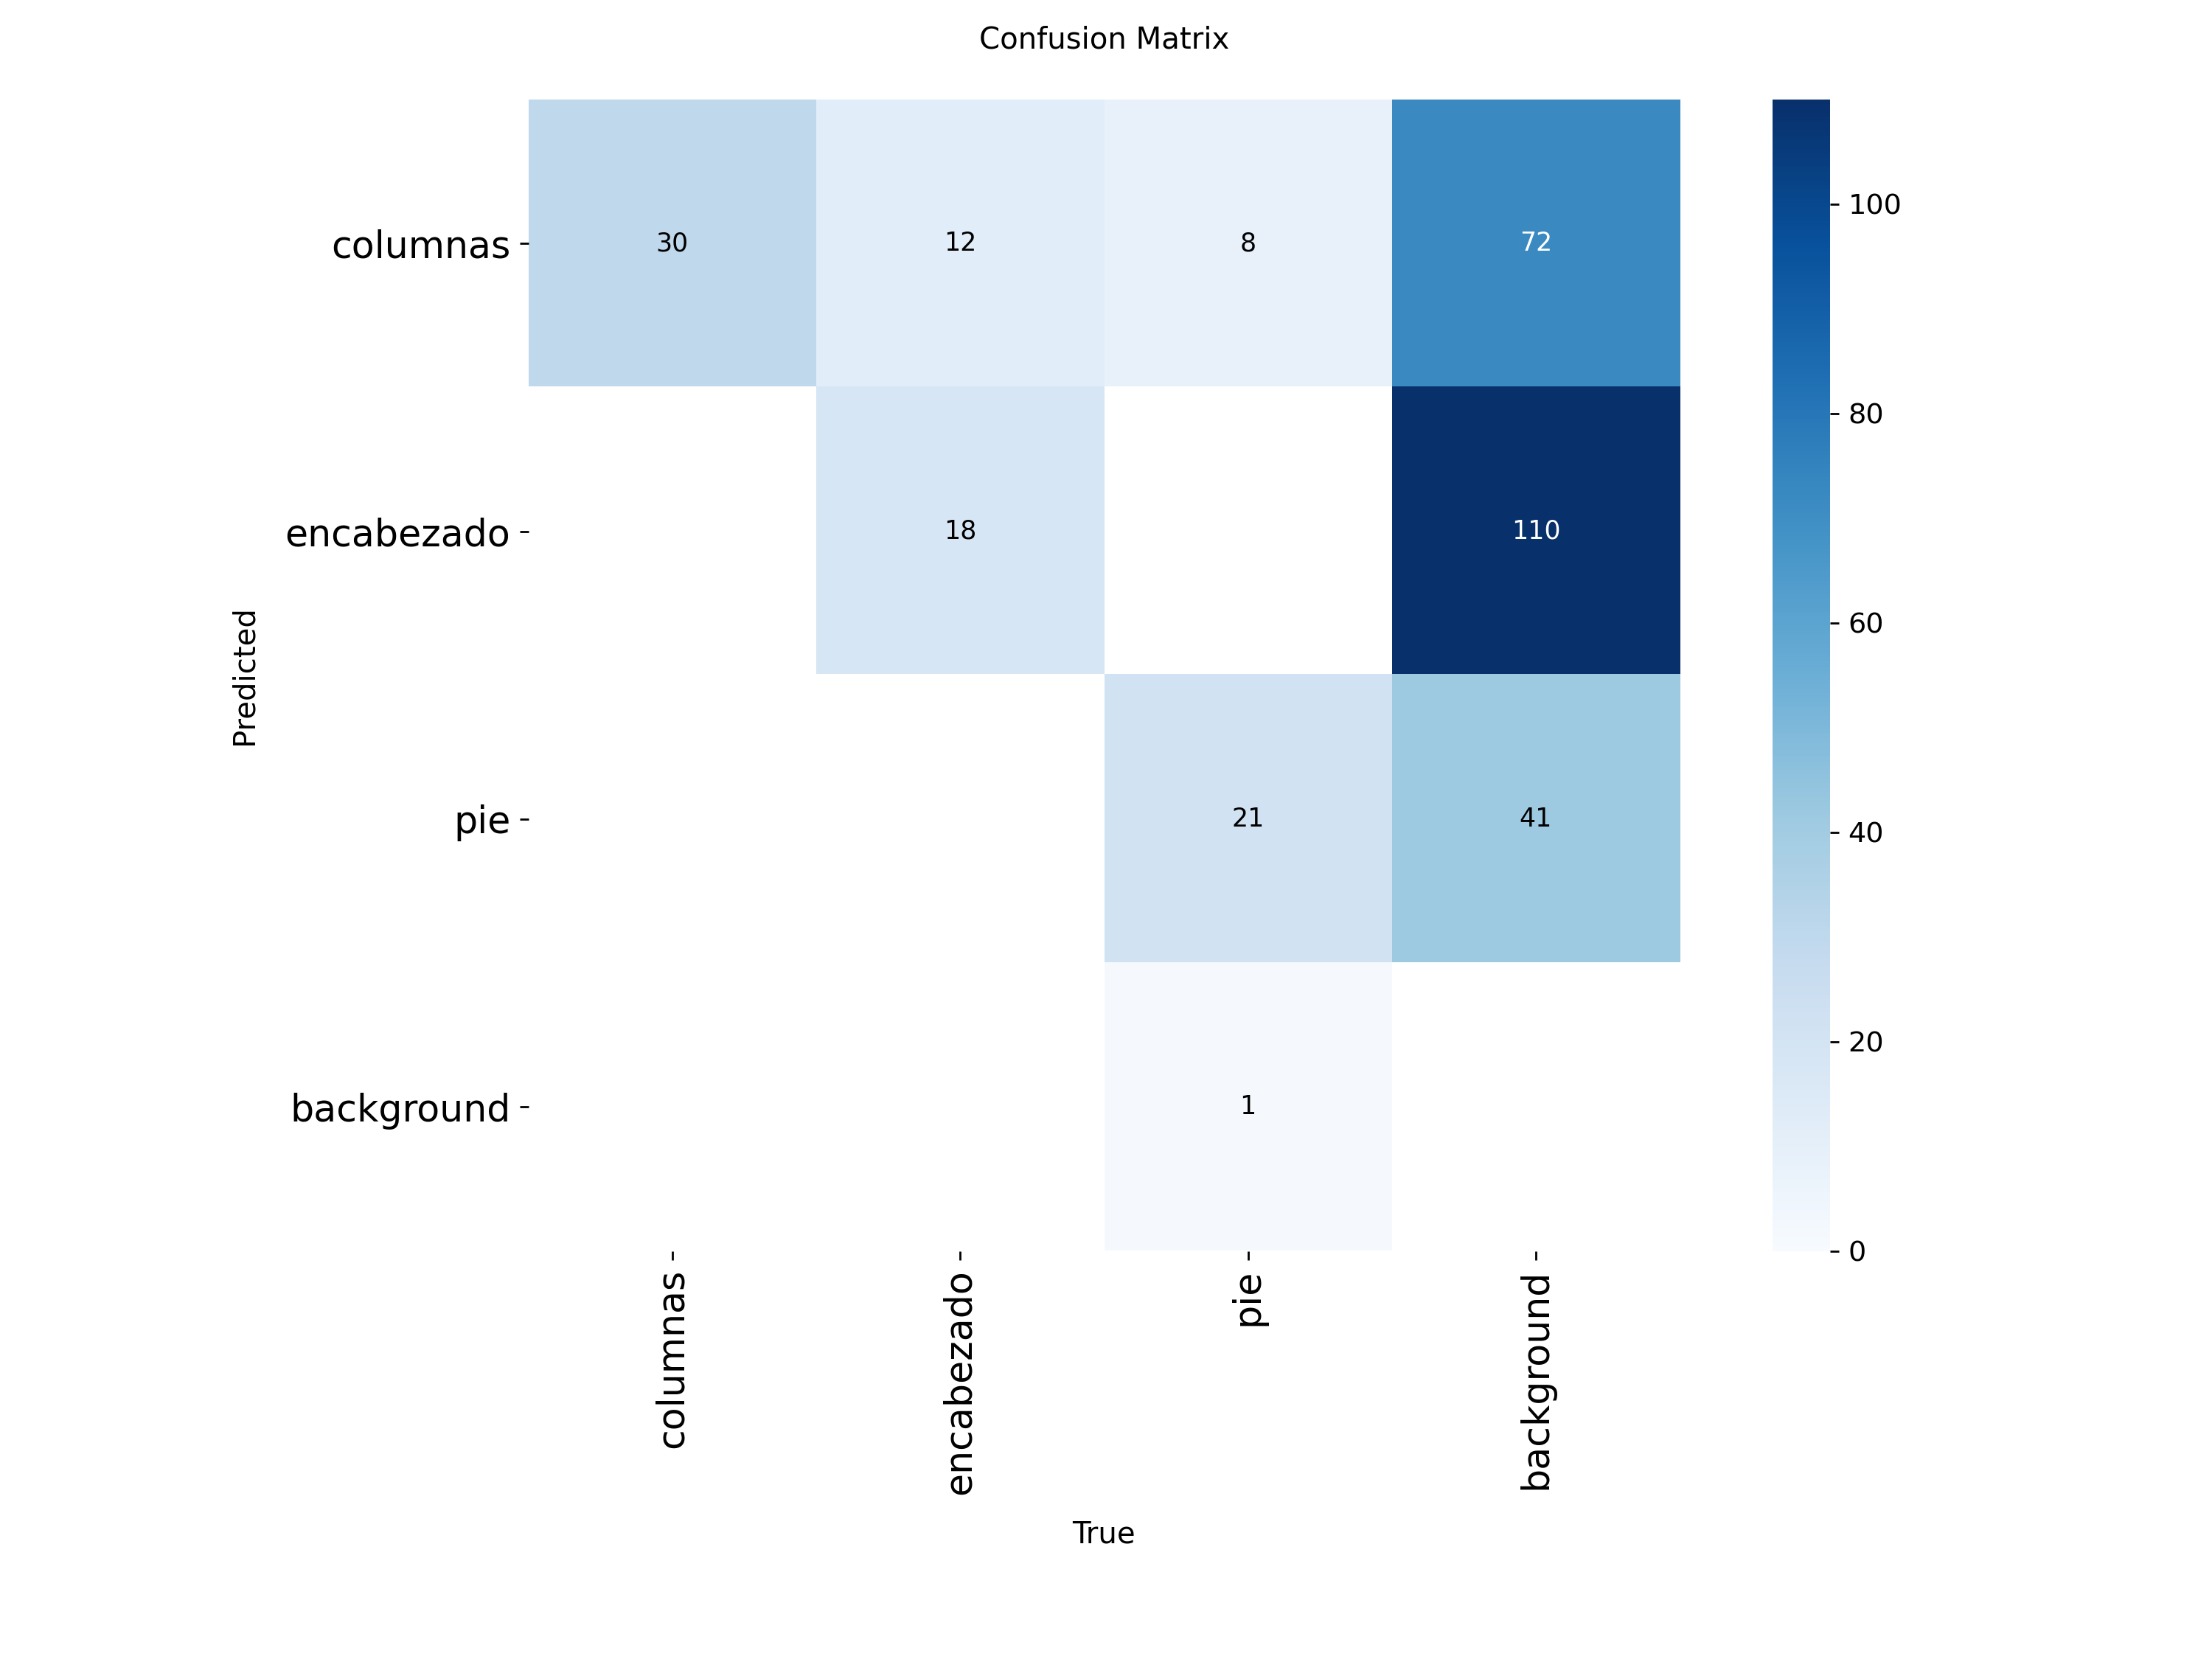 Confusion Matrix
columnas
30
12
8
72
100
80
encabezado
18
110
60
Predicted
pie
21
41
40
20
background
1
0
columnas
encabezado
pie
background
True